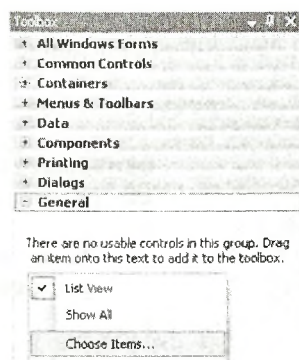 Toolbox
All Windows Forms
Common Controls
Containers
Menus & Toolbars
Data
Components
Printing
Dialogs
General
There are no usable controls in this group. Drag
an item onto this text to add it to the toolbox.
List View
Show All
Choose Items...